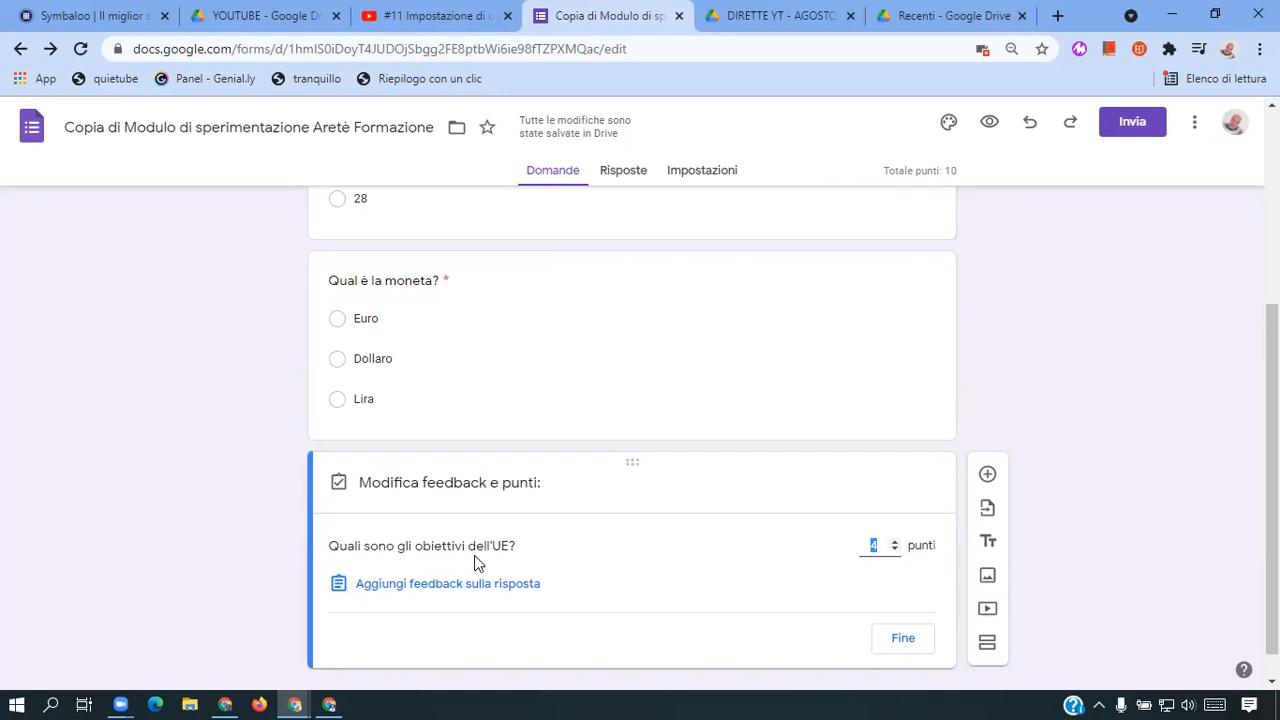 Symbaloo | Il miglior s
YOUTUBE - Google D
#11 Impostazione di u
Copia di Modulo di sp
DIRETTE YT - AGOSTO
Recenti - Google Drive
docs.google.com/forms/d/1hmIS0iDoyT4JUDOjSbgg2FE8ptbWi6ie98fTZPXMQac/edit
App
quietube
Panel - Genial.ly
tranquillo
Riepilogo con un clic
Elenco di lettura
Copia di Modulo di sperimentazione Aretè Formazione
Tutte le modifiche sono
state salvate in Drive
Invia
Domande
Risposte
Impostazioni
Totale punti: 10
28
Qual è la moneta? *
Euro
Dollaro
Lira
Modifica feedback e punti:
Quali sono gli obiettivi dell'UE?
4 punti
Aggiungi feedback sulla risposta
Fine